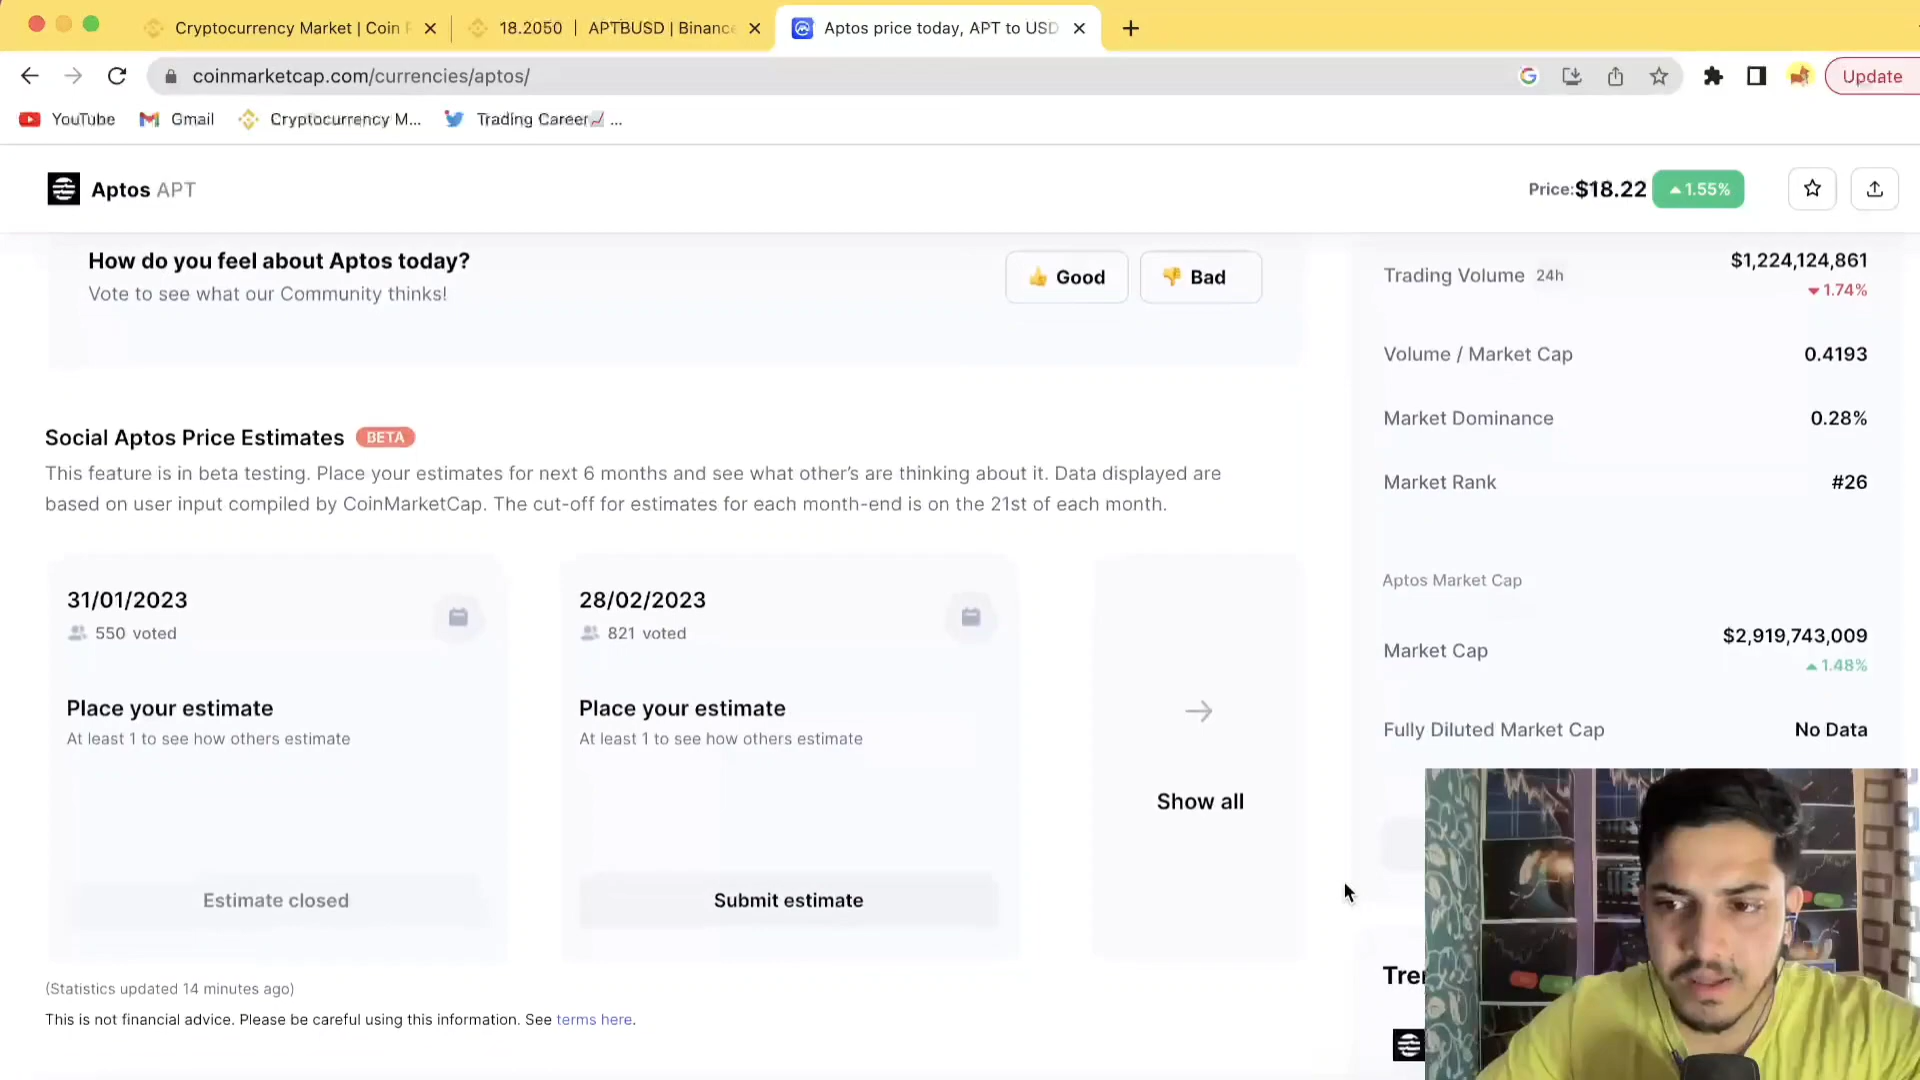 Cryptocurrency Market | Coin
18.2050 | APTBUSD | Binance
Aptos price today, APT to USD
coinmarketcap.com/currencies/aptos/
Update
YouTube
Gmail
Cryptocurrency M...
Trading Career📈 ...
Aptos APT
Price:$18.22
1.55%
How do you feel about Aptos today?
Vote to see what our Community thinks!
👍 Good
👎 Bad
Social Aptos Price Estimates BETA
This feature is in beta testing. Place your estimates for next 6 months and see what other’s are thinking about it. Data displayed are
based on user input compiled by CoinMarketCap. The cut-off for estimates for each month-end is on the 21st of each month.
31/01/2023
550 voted
Place your estimate
At least 1 to see how others estimate
Estimate closed
28/02/2023
821 voted
Place your estimate
At least 1 to see how others estimate
Submit estimate
Show all
(Statistics updated 14 minutes ago)
This is not financial advice. Please be careful using this information. See terms here.
Trading Volume 24h
$1,224,124,861
1.74%
Volume / Market Cap
0.4193
Market Dominance
0.28%
Market Rank
#26
Aptos Market Cap
Market Cap
$2,919,743,009
1.48%
Fully Diluted Market Cap
No Data